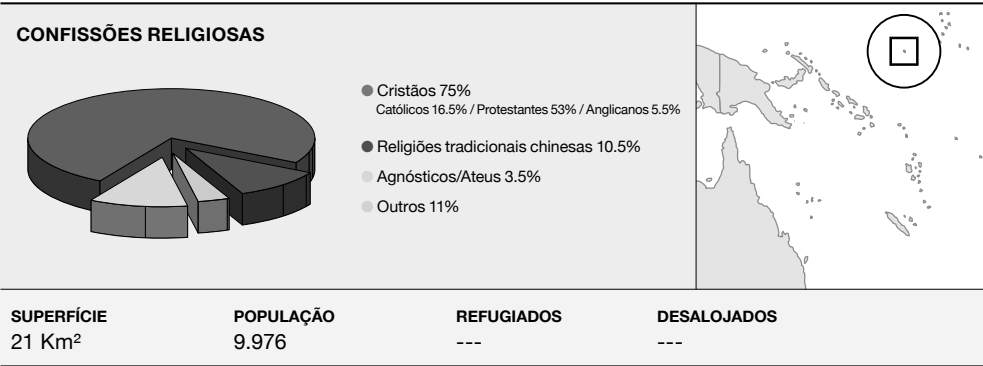 CONFISSÕES RELIGIOSAS
Cristãos 75%
Católicos 16.5% / Protestantes 53% / Anglicanos 5.5%
Religiões tradicionais chinesas 10.5%
Agnósticos/Ateus 3.5%
Outros 11%
SUPERFÍCIE POPULAÇÃO REFUGIADOS DESALOJADOS
21 Km² 9.976 --- ---